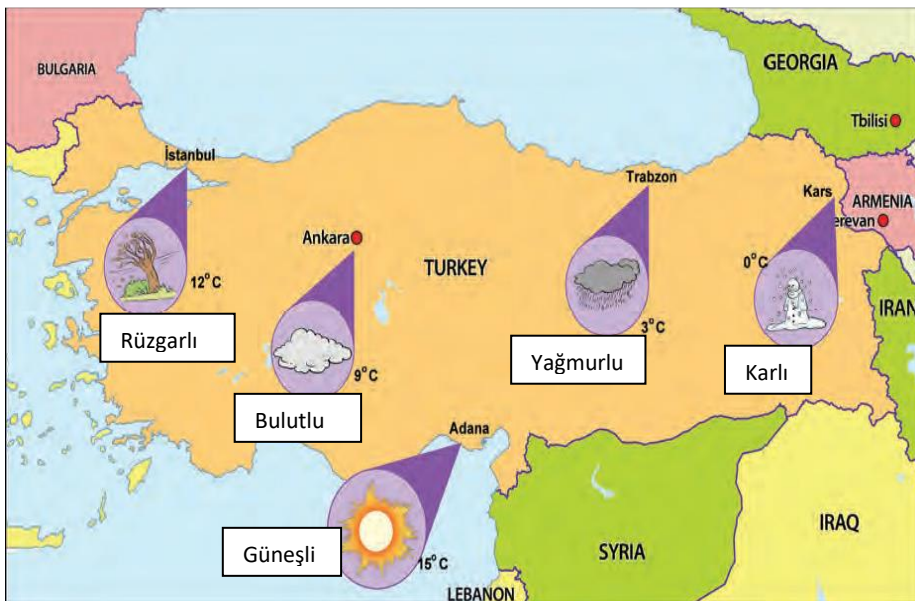 BULGARIA
GEORGIA
Tbilisi
İstanbul
Trabzon
Kars
ARMENIA
erevan
Ankara
TURKEY
12°C
0°C
IRAN
Rüzgarlı
3°C
Yağmurlu
Karlı
9°C
Bulutlu
Adana
Güneşli
15°C
SYRIA
IRAQ
LEBANON